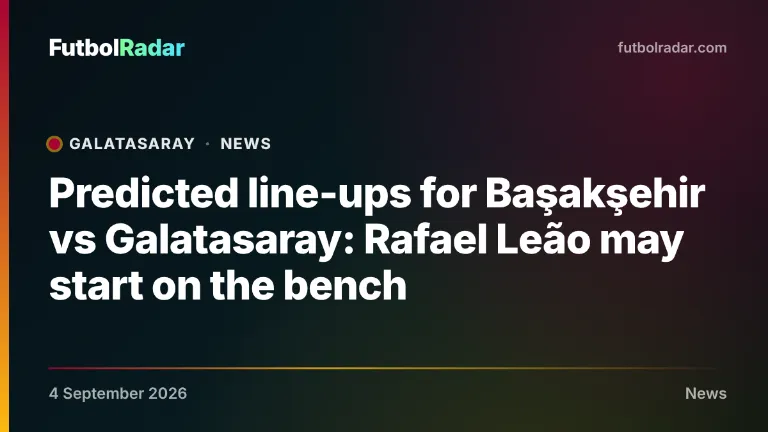 FutbolRadar
futbolradar.com
GALATASARAY · NEWS
Predicted line-ups for Başakşehir
vs Galatasaray: Rafael Leão may
start on the bench
4 September 2026
News